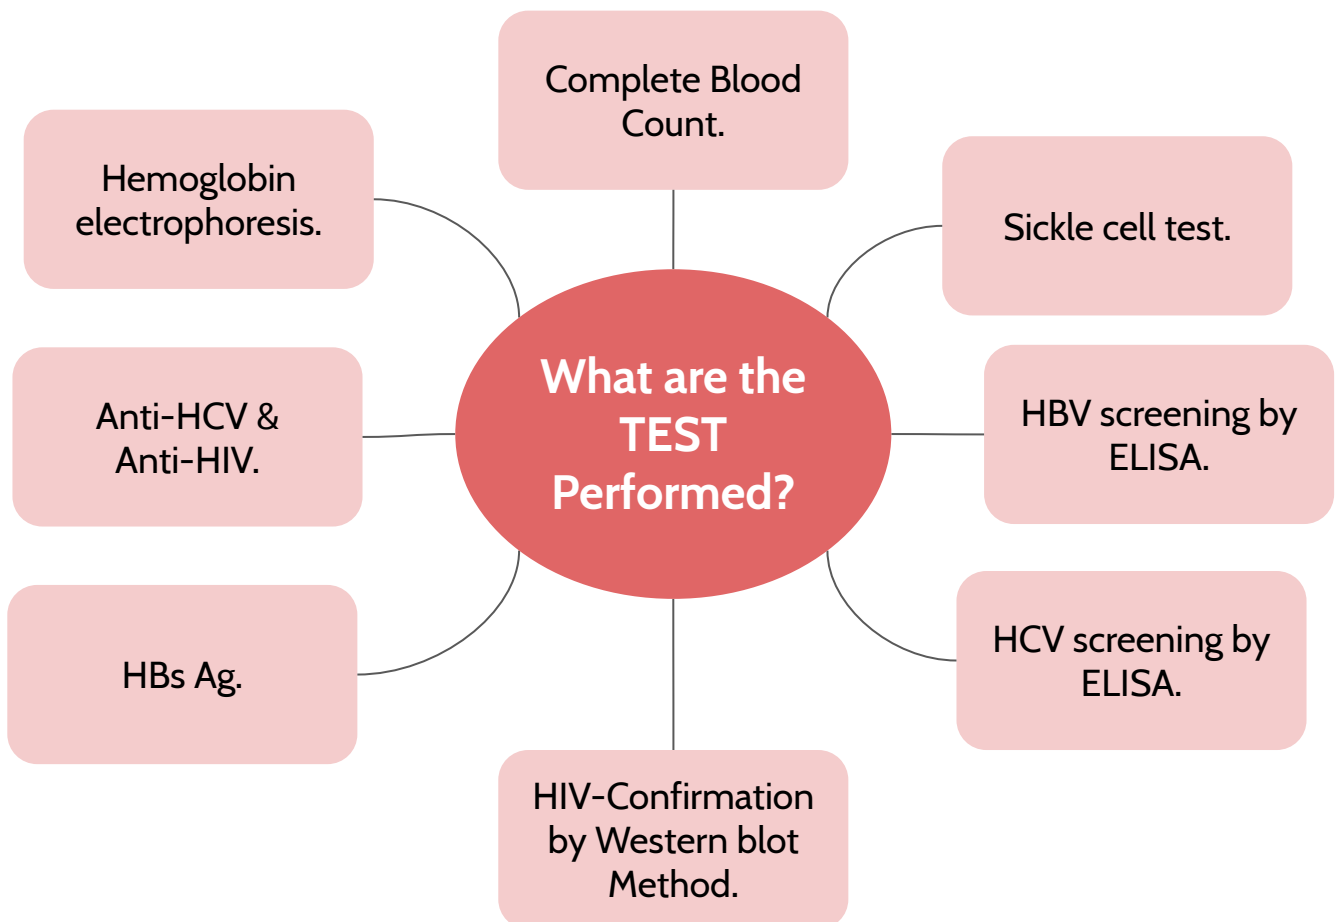 Complete Blood
Count.
Hemoglobin
electrophoresis.
Sickle cell test.
What are the
TEST
Performed?
Anti-HCV &
Anti-HIV.
HBV screening by
ELISA.
HBs Ag.
HCV screening by
ELISA.
HIV-Confirmation
by Western blot
Method.